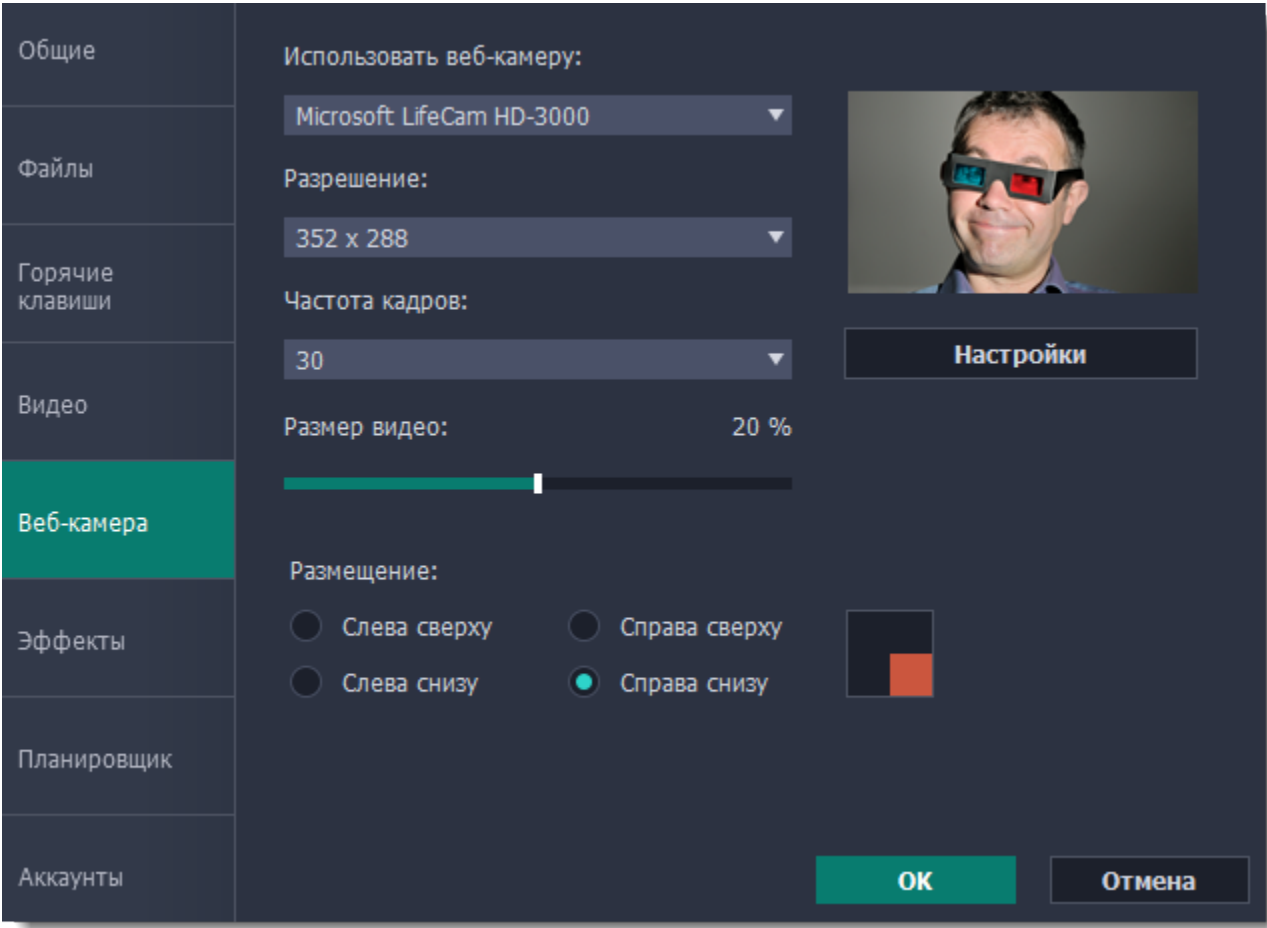 Общие
Файлы
Горячие
клавиши
Видео
Веб-камера
Эффекты
Планировщик
Аккаунты
Использовать веб-камеру:
Microsoft LifeCam HD-3000
Разрешение:
352 x 288
Частота кадров:
30
Настройки
Размер видео: 20 %
Размещение:
Слева сверху Справа сверху
Слева снизу Справа снизу
ОК Отмена